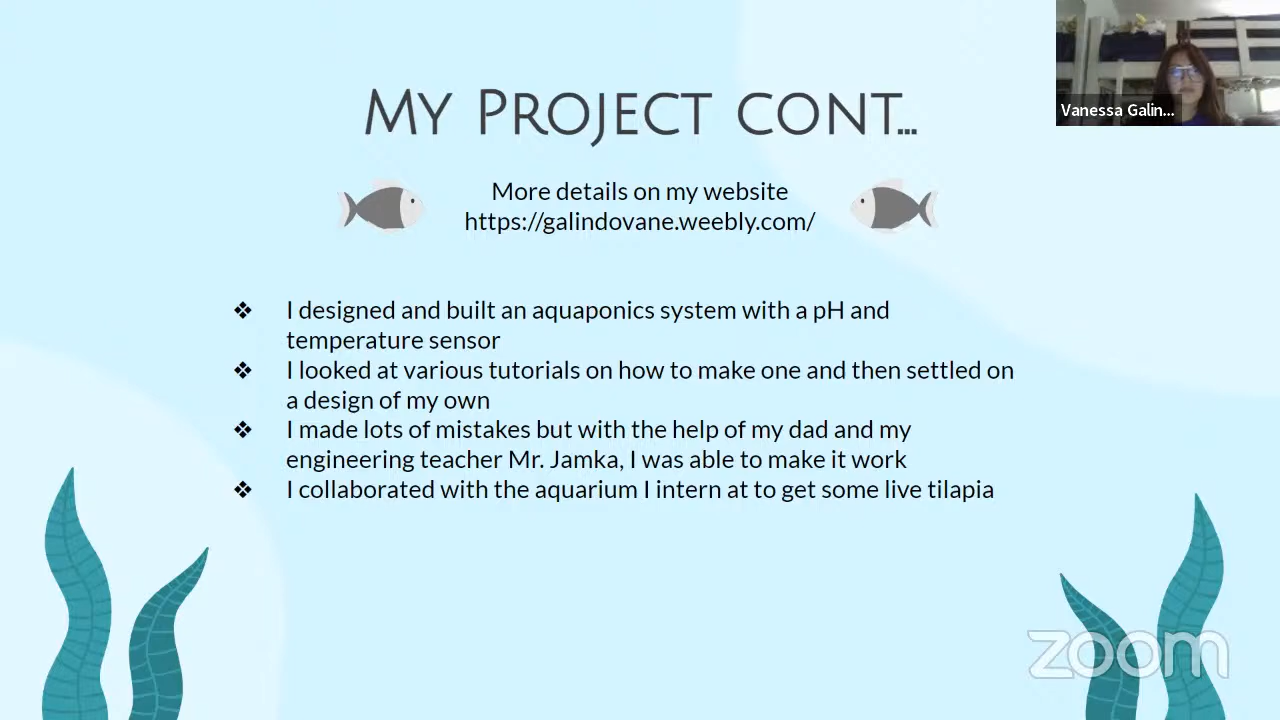 My Project cont...
Vanessa Galin...
More details on my website
https://galindovane.weebly.com/
❖ I designed and built an aquaponics system with a pH and
temperature sensor
❖ I looked at various tutorials on how to make one and then settled on
a design of my own
❖ I made lots of mistakes but with the help of my dad and my
engineering teacher Mr. Jamka, I was able to make it work
❖ I collaborated with the aquarium I intern at to get some live tilapia
zoom